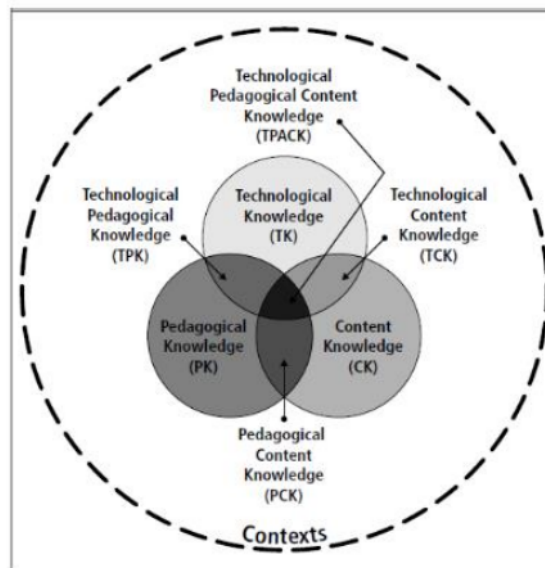 Technological
Pedagogical Content
Knowledge
(TPACK)
Technological
Pedagogical
Knowledge
(TPK)
Technological
Knowledge
(TK)
Technological
Content
Knowledge
(TCK)
Pedagogical
Knowledge
(PK)
Content
Knowledge
(CK)
Pedagogical
Content
Knowledge
(PCK)
Contexts